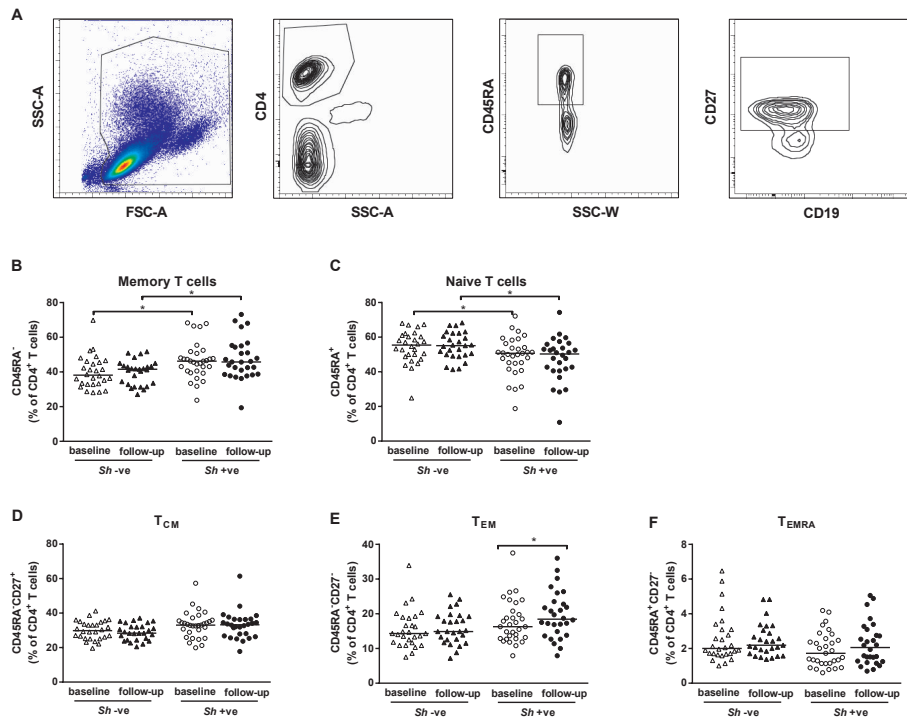 A
SSC-A
FSC-A
CD4
SSC-A
CD45RA
SSC-W
CD27
CD19
B
Memory T cells
CD45RA⁻
(% of CD4⁺ T cells)
80
60
40
20
0
*
*
baseline follow-up baseline follow-up
Sh -ve Sh +ve
C
Naive T cells
CD45RA⁺
(% of CD4⁺ T cells)
80
60
40
20
0
*
*
baseline follow-up baseline follow-up
Sh -ve Sh +ve
D
T_CM
CD45RA⁻CD27⁺
(% of CD4⁺ T cells)
80
60
40
20
0
baseline follow-up baseline follow-up
Sh -ve Sh +ve
E
T_EM
CD45RA⁻CD27⁻
(% of CD4⁺ T cells)
40
30
20
10
0
*
baseline follow-up baseline follow-up
Sh -ve Sh +ve
F
T_EMRA
CD45RA⁺CD27⁻
(% of CD4⁺ T cells)
8
6
4
2
0
baseline follow-up baseline follow-up
Sh -ve Sh +ve